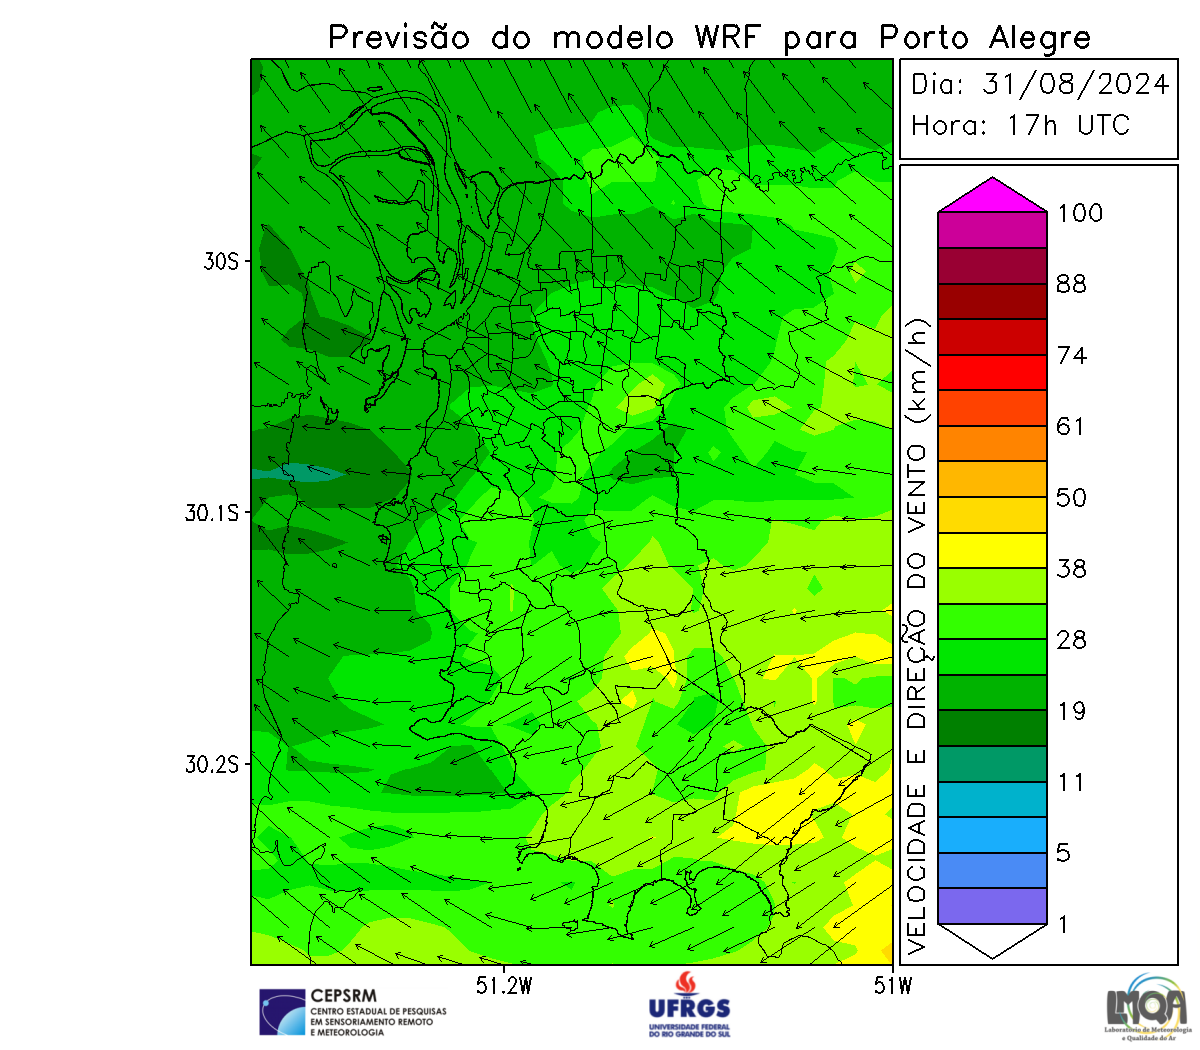 Previsão do modelo WRF para Porto Alegre
Dia: 31/08/2024
Hora: 17h UTC
30S
30.1S
30.2S
51.2W
51W
VELOCIDADE E DIREÇÃO DO VENTO (km/h)
100
88
74
61
50
38
28
19
11
5
1
CEPSRM
CENTRO ESTADUAL DE PESQUISAS
EM SENSORIAMENTO REMOTO
E METEOROLOGIA
UFRGS
UNIVERSIDADE FEDERAL
DO RIO GRANDE DO SUL
LMQA
Laboratório de Meteorologia
e Qualidade do Ar